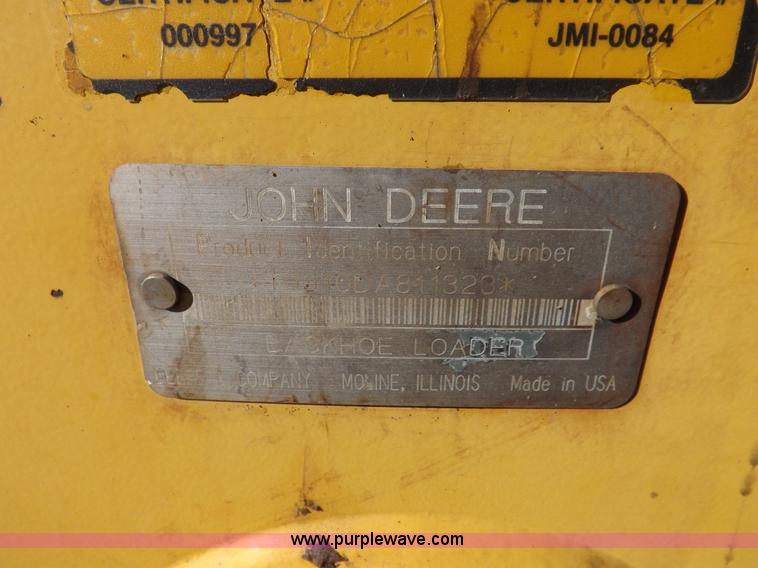 000997 JMI-0084
JOHN DEERE
Product Identification Number
BACKHOE LOADER
COMPANY MOLINE, ILLINOIS Made in USA
www.purplewave.com